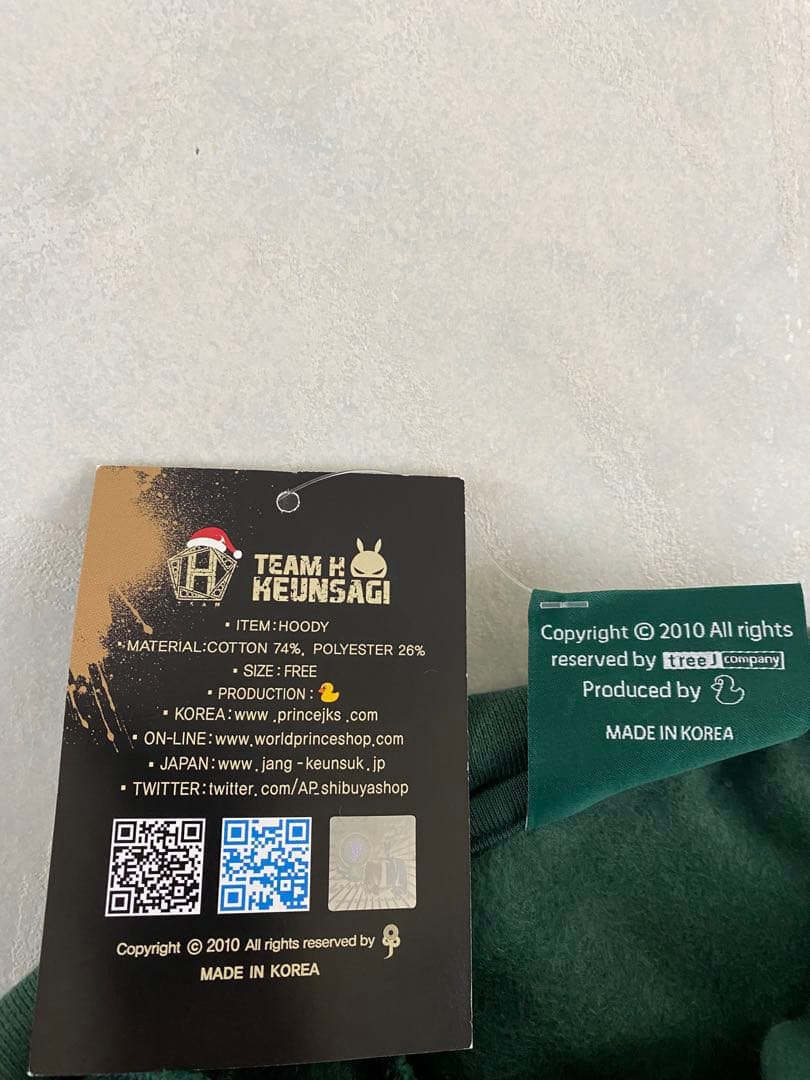 H
TEAM H
KEUNSAGI
▪ ITEM:HOODY
▪ MATERIAL:COTTON 74%, POLYESTER 26%
▪ SIZE:FREE
▪ PRODUCTION:
▪ KOREA:www.princejks.com
▪ ON-LINE:www.worldprinceshop.com
▪ JAPAN:www.jang-keunsuk.jp
▪ TWITTER:twitter.com/AP_shibuyashop
Copyright © 2010 All rights reserved by
MADE IN KOREA
Copyright © 2010 All rights
reserved by treeJ company
Produced by
MADE IN KOREA